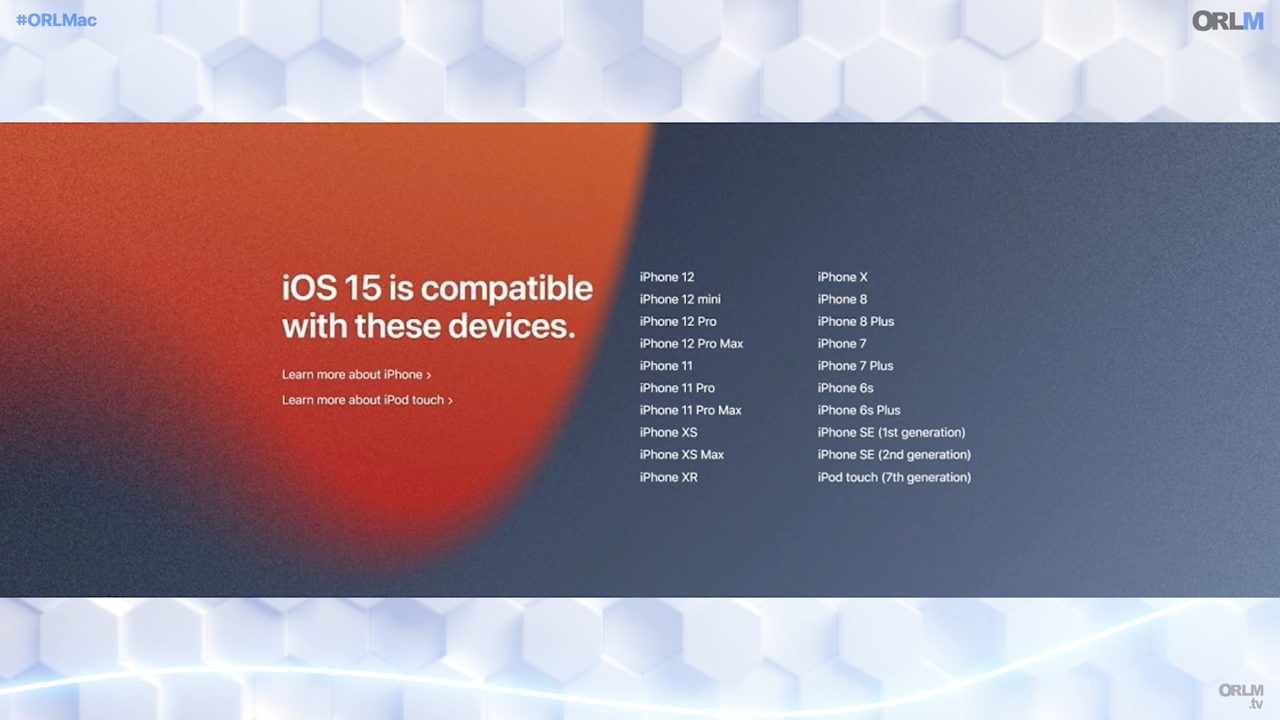 #ORLMac
ORLM
iOS 15 is compatible
with these devices.
Learn more about iPhone ›
Learn more about iPod touch ›
iPhone 12
iPhone 12 mini
iPhone 12 Pro
iPhone 12 Pro Max
iPhone 11
iPhone 11 Pro
iPhone 11 Pro Max
iPhone XS
iPhone XS Max
iPhone XR
iPhone X
iPhone 8
iPhone 8 Plus
iPhone 7
iPhone 7 Plus
iPhone 6s
iPhone 6s Plus
iPhone SE (1st generation)
iPhone SE (2nd generation)
iPod touch (7th generation)
ORLM
.tv